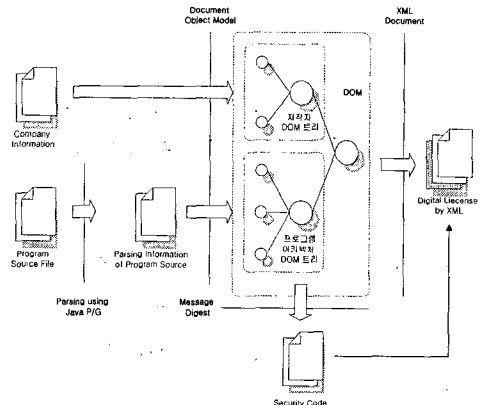 Document
Object Model
XML
Document
DOM
제작자
DOM 트리
Company
Information
프로그램
아키텍처
DOM 트리
Digital Liecense
by XML
Program
Source File
Parsing Information
of Program Source
Parsing using
Java P/G
Message
Digest
Security Code